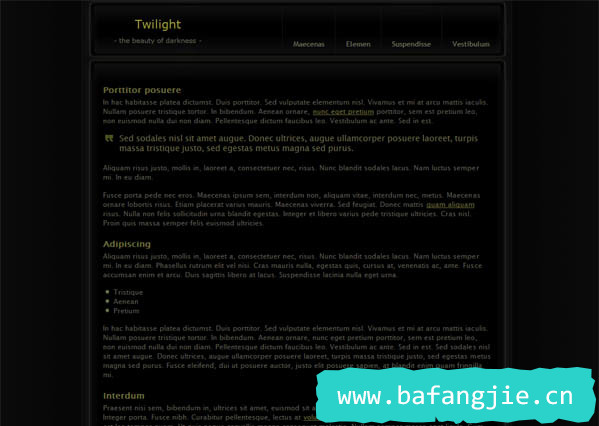 Twilight
- the beauty of darkness -
Maecenas Elemen Suspendisse Vestibulum
Porttitor posuere
In hac habitasse platea dictumst. Duis porttitor. Sed vulputate elementum nisl. Vivamus et mi at arcu mattis iaculis.
Nullam posuere tristique tortor. In bibendum. Aenean ornare, nunc eget pretium porttitor, sem est pretium leo,
non euismod nulla dui non diam. Pellentesque dictum faucibus leo. Vestibulum ac ante. Sed in est.
Sed sodales nisl sit amet augue. Donec ultrices, augue ullamcorper posuere laoreet, turpis
massa tristique justo, sed egestas metus magna sed purus.
Aliquam risus justo, mollis in, laoreet a, consectetuer nec, risus. Nunc blandit sodales lacus. Nam luctus semper
mi. In eu diam.
Fusce porta pede nec eros. Maecenas ipsum sem, interdum non, aliquam vitae, interdum nec, metus. Maecenas
ornare lobortis risus. Etiam placerat varius mauris. Maecenas viverra. Sed feugiat. Donec mattis quam aliquam
risus. Nulla non felis sollicitudin urna blandit egestas. Integer et libero varius pede tristique ultricies. Cras nisl.
Proin quis massa semper felis euismod ultricies.
Adipiscing
Aliquam risus justo, mollis in, laoreet a, consectetuer nec, risus. Nunc blandit sodales lacus. Nam luctus semper
mi. In eu diam. Phasellus rutrum elit vel nisi. Cras mauris nulla, egestas quis, cursus at, venenatis ac, ante. Fusce
accumsan enim et arcu. Duis sagittis libero at lacus. Suspendisse lacinia nulla eget urna.
Tristique
Aenean
Pretium
In hac habitasse platea dictumst. Duis porttitor. Sed vulputate elementum nisl. Vivamus et mi at arcu mattis iaculis.
Nullam posuere tristique tortor. In bibendum. Aenean ornare, nunc eget pretium porttitor, sem est pretium leo,
non euismod nulla dui non diam. Pellentesque dictum faucibus leo. Vestibulum ac ante. Sed in est. Sed sodales nisl
sit amet augue. Donec ultrices, augue ullamcorper posuere laoreet, turpis massa tristique justo, sed egestas metus
magna sed purus. Fusce eleifend, dui ut posuere auctor, justo elit posuere sapien, at blandit enim quam fringilla
mi.
Interdum
Praesent nisi sem, bibendum in, ultrices sit amet, euismod sit a
Integer porta. Fusce nibh. Curabitur pellentesque, lectus at
www.bafangjie.cn